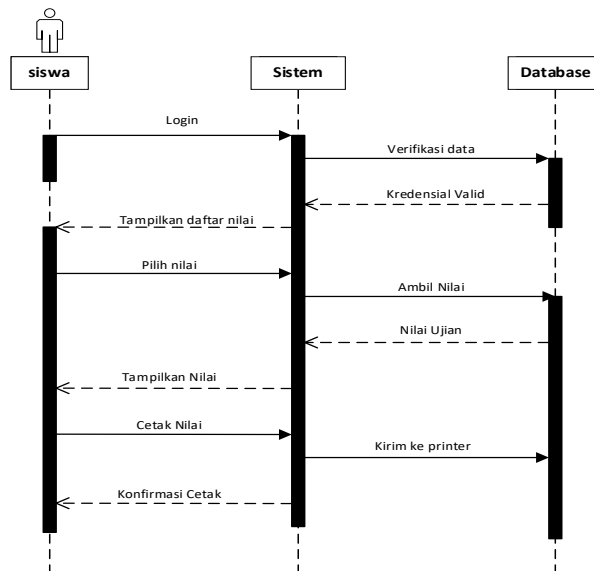 siswa
Sistem
Database
Login
Verifikasi data
Kredensial Valid
Tampilkan daftar nilai
Pilih nilai
Ambil Nilai
Nilai Ujian
Tampilkan Nilai
Cetak Nilai
Kirim ke printer
Konfirmasi Cetak